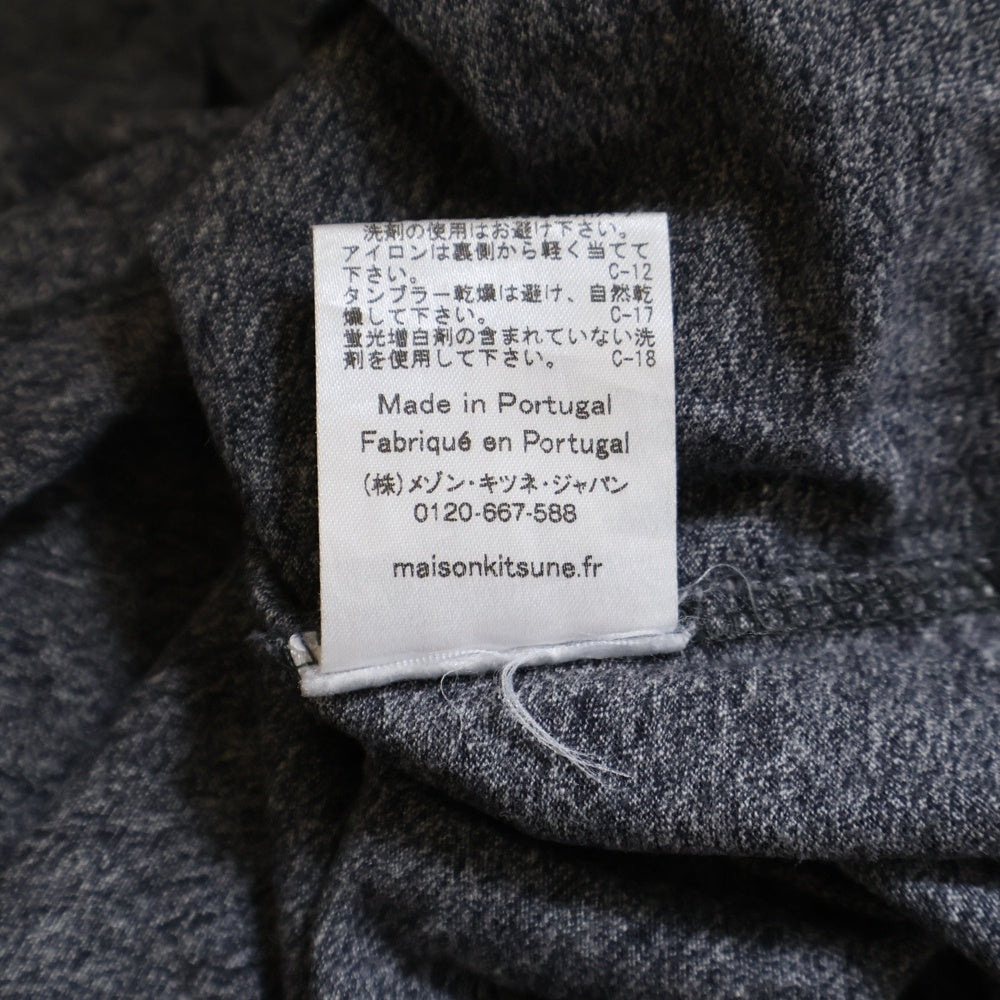 洗剤の使用はお避け下さい。
アイロンは裏側から軽く当てて
下さい。 C-12
タンブラー乾燥は避け、自然乾
燥して下さい。 C-17
蛍光増白剤の含まれていない洗
剤を使用して下さい。 C-18
Made in Portugal
Fabriqué en Portugal
(株)メゾン・キツネ・ジャパン
0120-667-588
maisonkitsune.fr